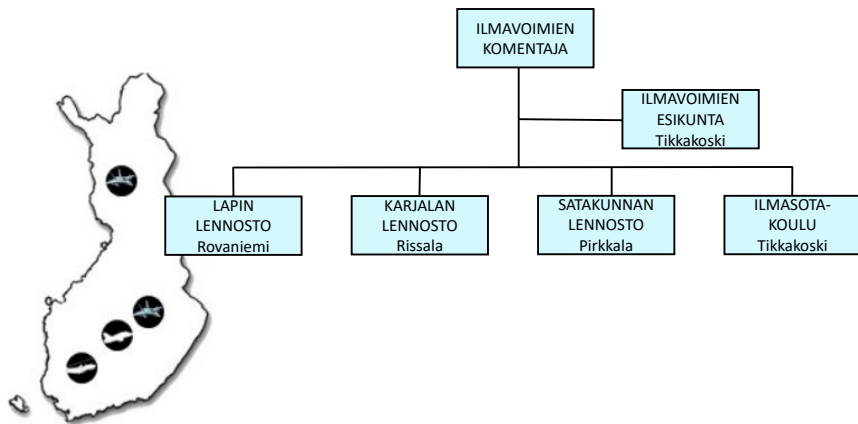 ILMAVOIMIEN
KOMENTAJA
ILMAVOIMIEN
ESIKUNTA
Tikkakoski
LAPIN
LENNOSTO
Rovaniemi
KARJALAN
LENNOSTO
Rissala
SATAKUNNAN
LENNOSTO
Pirkkala
ILMASOTA-
KOULU
Tikkakoski